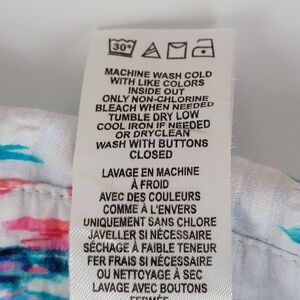 30°
MACHINE WASH COLD
WITH LIKE COLORS
INSIDE OUT
ONLY NON-CHLORINE
BLEACH WHEN NEEDED
TUMBLE DRY LOW
COOL IRON IF NEEDED
OR DRYCLEAN
WASH WITH BUTTONS
CLOSED
LAVAGE EN MACHINE
À FROID
AVEC DES COULEURS
COMME À L'ENVERS
UNIQUEMENT SANS CHLORE
JAVELLER SI NÉCESSAIRE
SÉCHAGE À FAIBLE TENEUR
FER FRAIS SI NÉCESSAIRE
OU NETTOYAGE À SEC
LAVAGE AVEC BOUTONS
FERMÉE